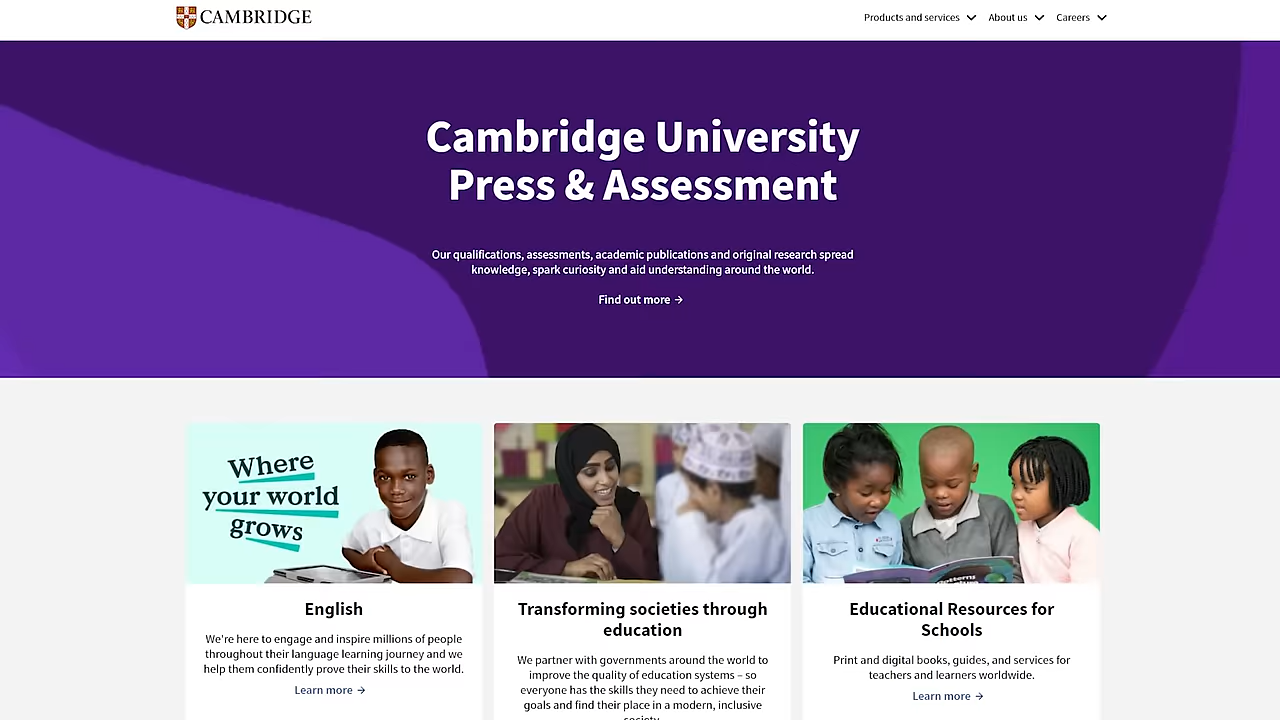 CAMBRIDGE
Products and services
About us
Careers
Cambridge University
Press & Assessment
Our qualifications, assessments, academic publications and original research spread
knowledge, spark curiosity and aid understanding around the world.
Find out more →
Where
your world
grows
English
We're here to engage and inspire millions of people
throughout their language learning journey and we
help them confidently prove their skills to the world.
Learn more →
Transforming societies through
education
We partner with governments around the world to
improve the quality of education systems – so
everyone has the skills they need to achieve their
goals and find their place in a modern, inclusive
society.
Educational Resources for
Schools
Print and digital books, guides, and services for
teachers and learners worldwide.
Learn more →